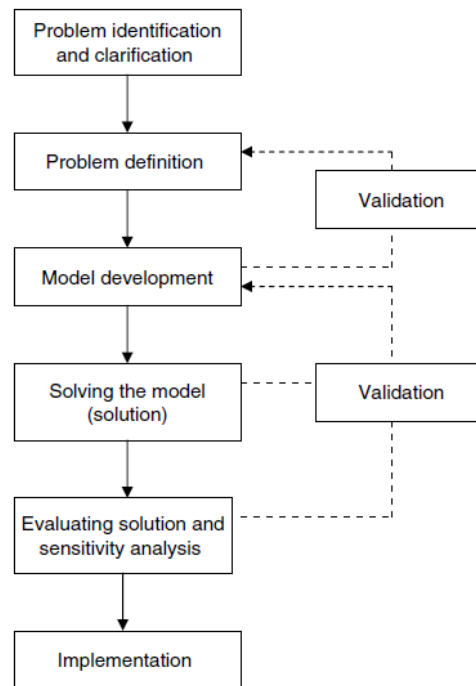 Problem identification
and clarification
Problem definition
Validation
Model development
Solving the model
(solution)
Validation
Evaluating solution and
sensitivity analysis
Implementation